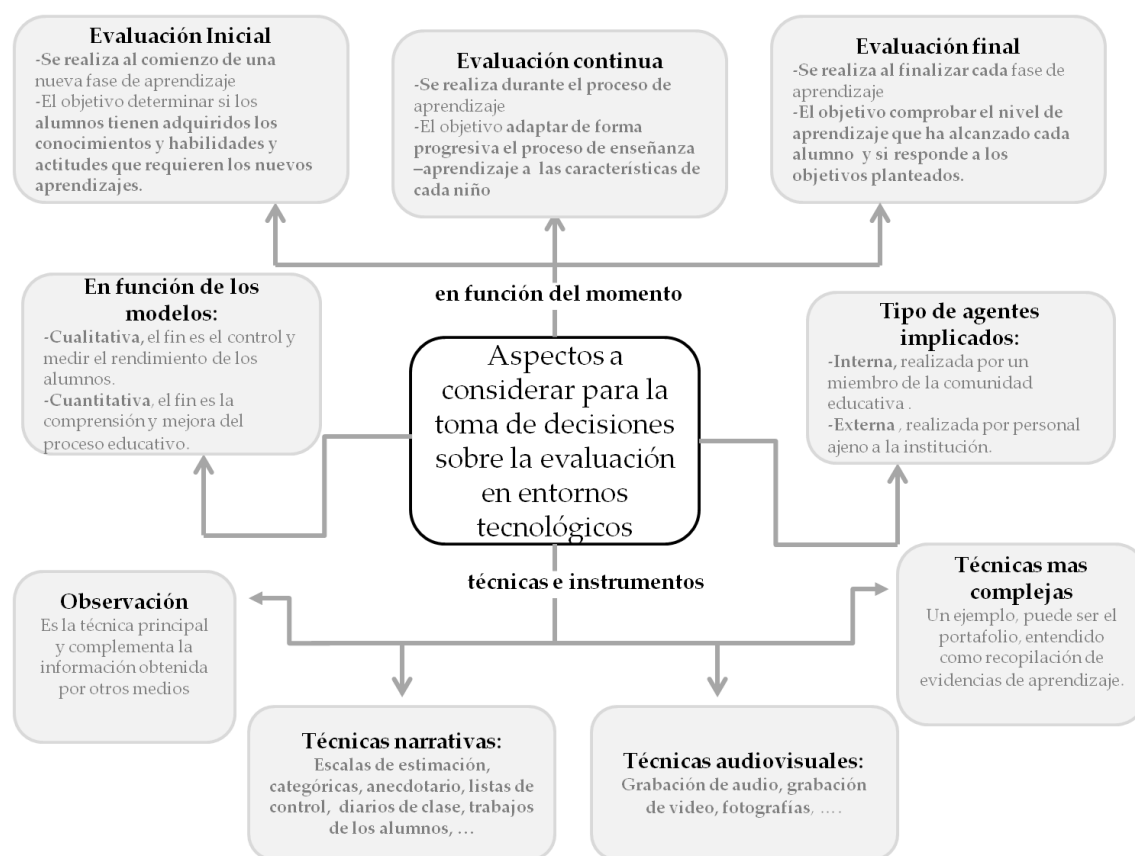 Evaluación Inicial
-Se realiza al comienzo de una
nueva fase de aprendizaje
-El objetivo determinar si los
alumnos tienen adquiridos los
conocimientos y habilidades y
actitudes que requieren los nuevos
aprendizajes.
Evaluación continua
-Se realiza durante el proceso de
aprendizaje
-El objetivo adaptar de forma
progresiva el proceso de enseñanza
–aprendizaje a las características de
cada niño
Evaluación final
-Se realiza al finalizar cada fase de
aprendizaje
-El objetivo comprobar el nivel de
aprendizaje que ha alcanzado cada
alumno y si responde a los
objetivos planteados.
en función del momento
En función de los
modelos:
-Cualitativa, el fin es el control y
medir el rendimiento de los
alumnos.
-Cuantitativa, el fin es la
comprensión y mejora del
proceso educativo.
Aspectos a
considerar para la
toma de decisiones
sobre la evaluación
en entornos
tecnológicos
Tipo de agentes
implicados:
-Interna, realizada por un
miembro de la comunidad
educativa .
-Externa , realizada por personal
ajeno a la institución.
técnicas e instrumentos
Observación
Es la técnica principal
y complementa la
información obtenida
por otros medios
Técnicas narrativas:
Escalas de estimación,
categóricas, anecdotario, listas de
control, diarios de clase, trabajos
de los alumnos, …
Técnicas audiovisuales:
Grabación de audio, grabación
de video, fotografías, ….
Técnicas mas
complejas
Un ejemplo, puede ser el
portafolio, entendido
como recopilación de
evidencias de aprendizaje.